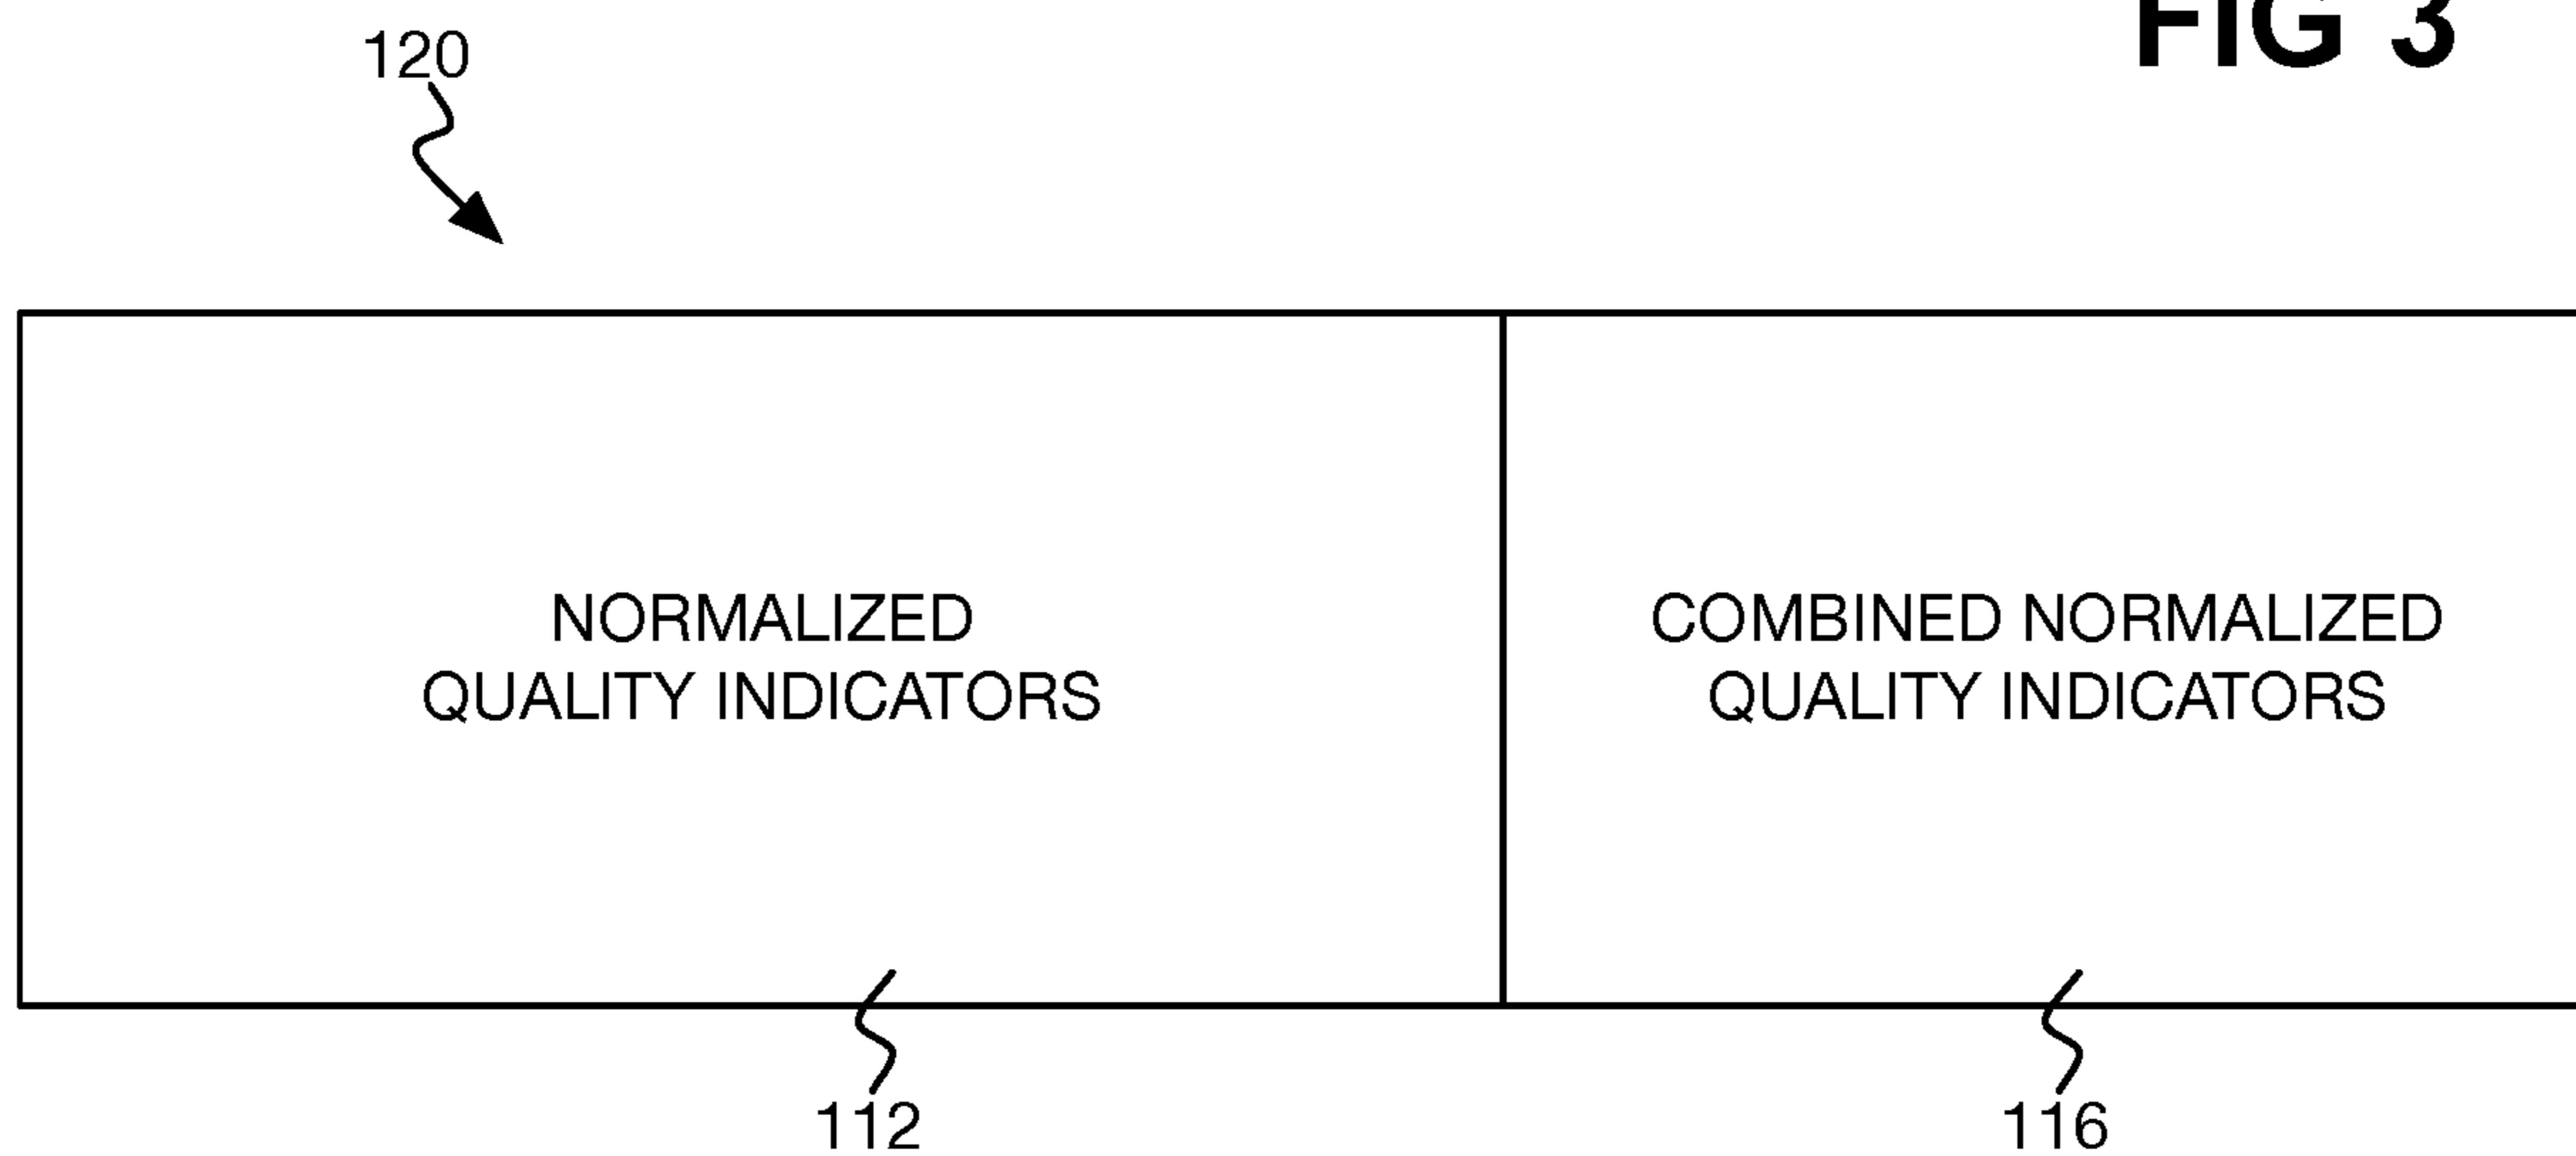 FIG 3
120
NORMALIZED
QUALITY INDICATORS
COMBINED NORMALIZED
QUALITY INDICATORS
112
116